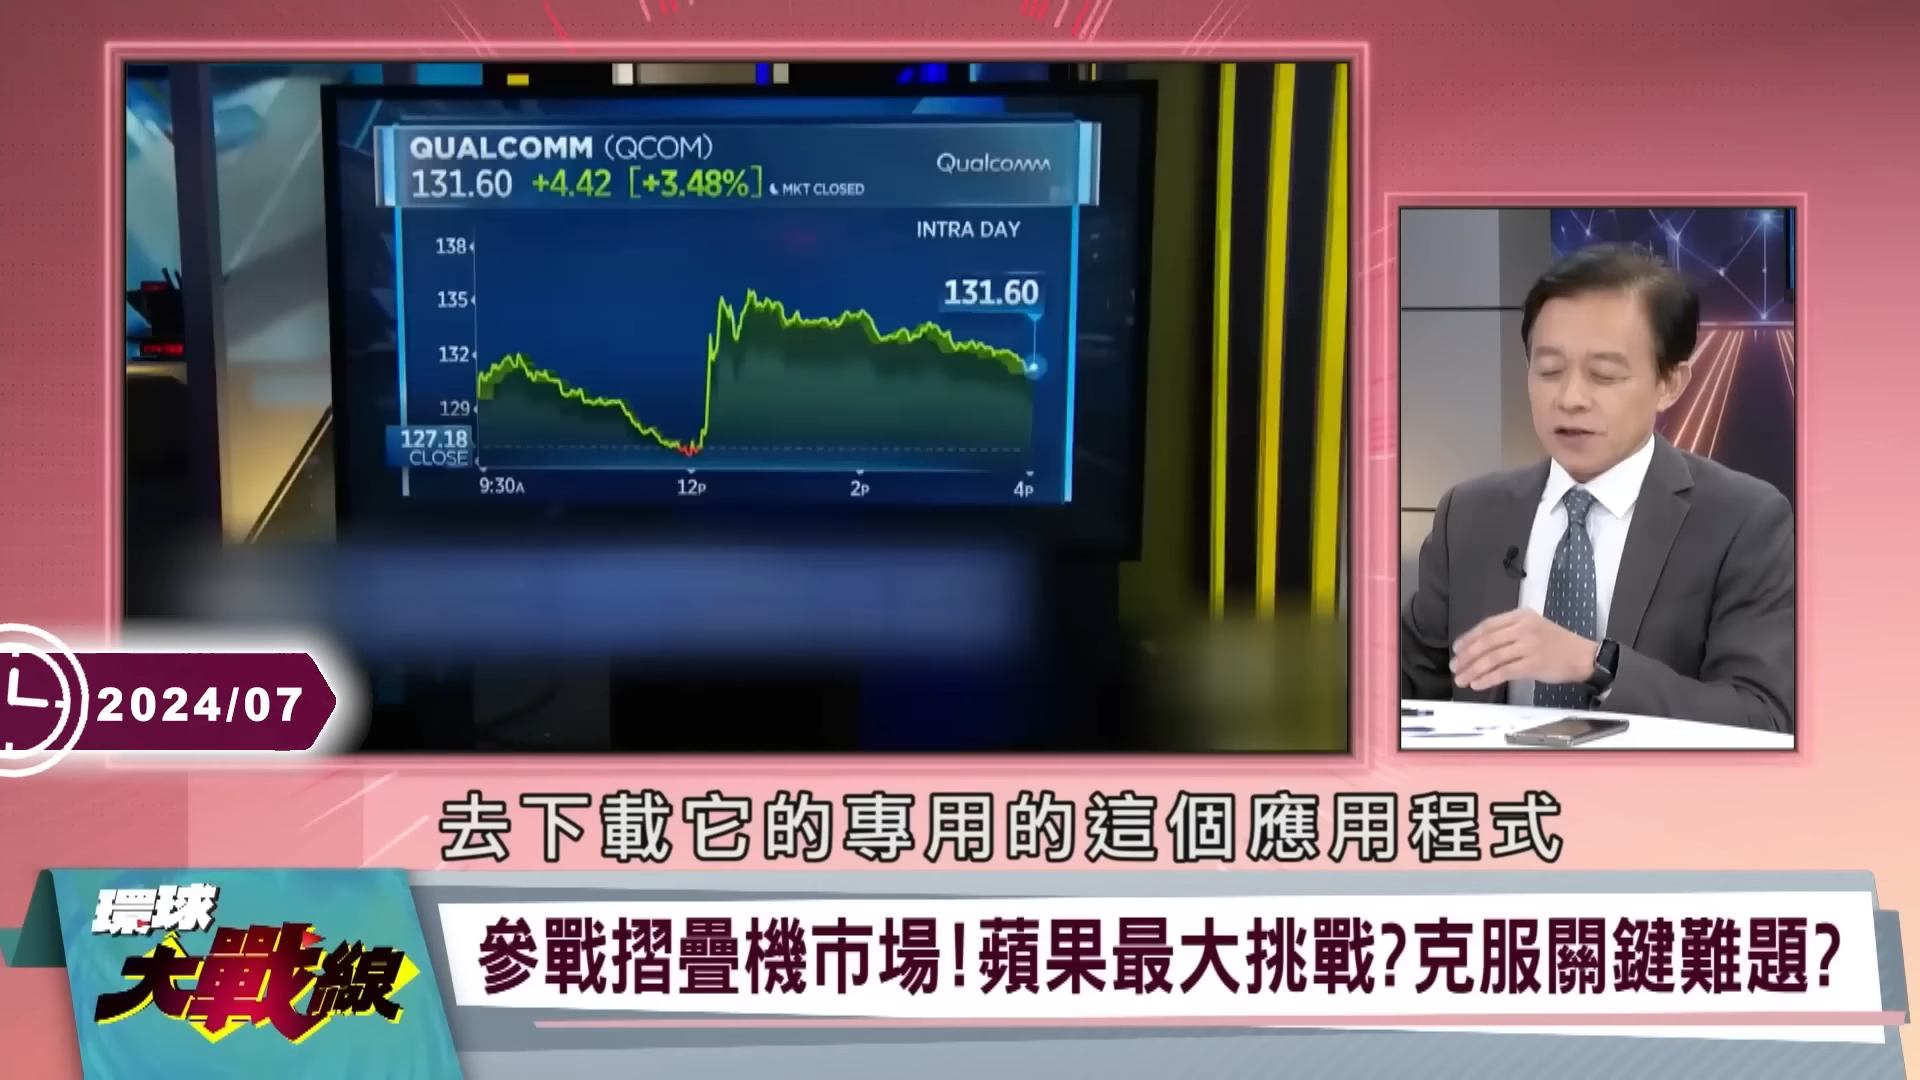 QUALCOMM (QCOM)
131.60 +4.42 [+3.48%] MKT CLOSED
Qualcomm
INTRA DAY
138
135
132
129
127.18
CLOSE
131.60
9:30A 12P 2P 4P
2024/07
去下載它的專用的這個應用程式
環球
大戰線
參戰摺疊機市場!蘋果最大挑戰?克服關鍵難題?